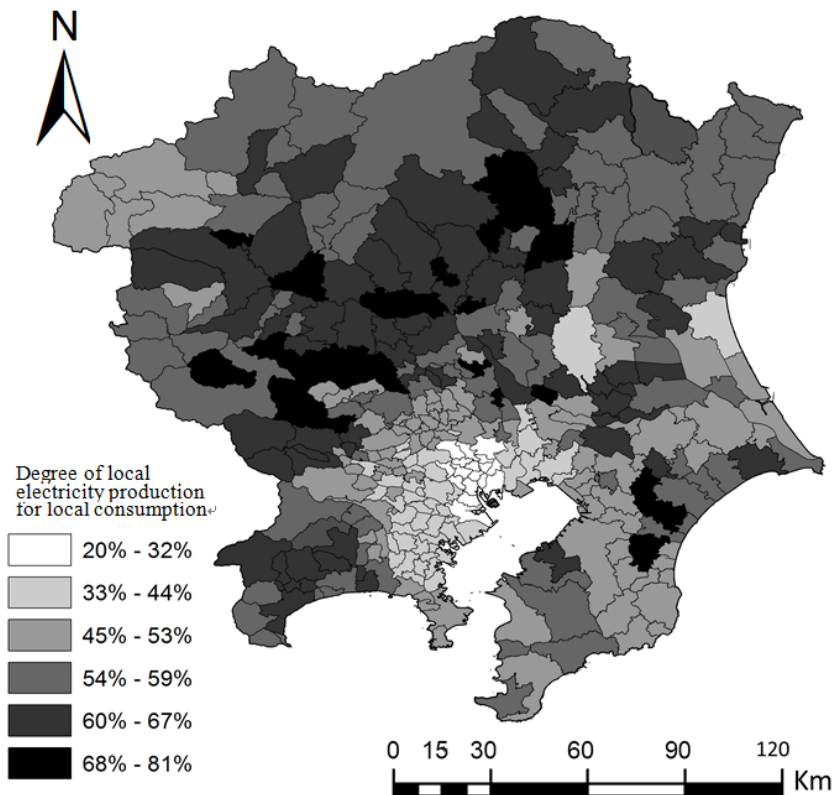 N
Degree of local
electricity production
for local consumption↵
20% - 32%
33% - 44%
45% - 53%
54% - 59%
60% - 67%
68% - 81%
0 15 30 60 90 120
Km